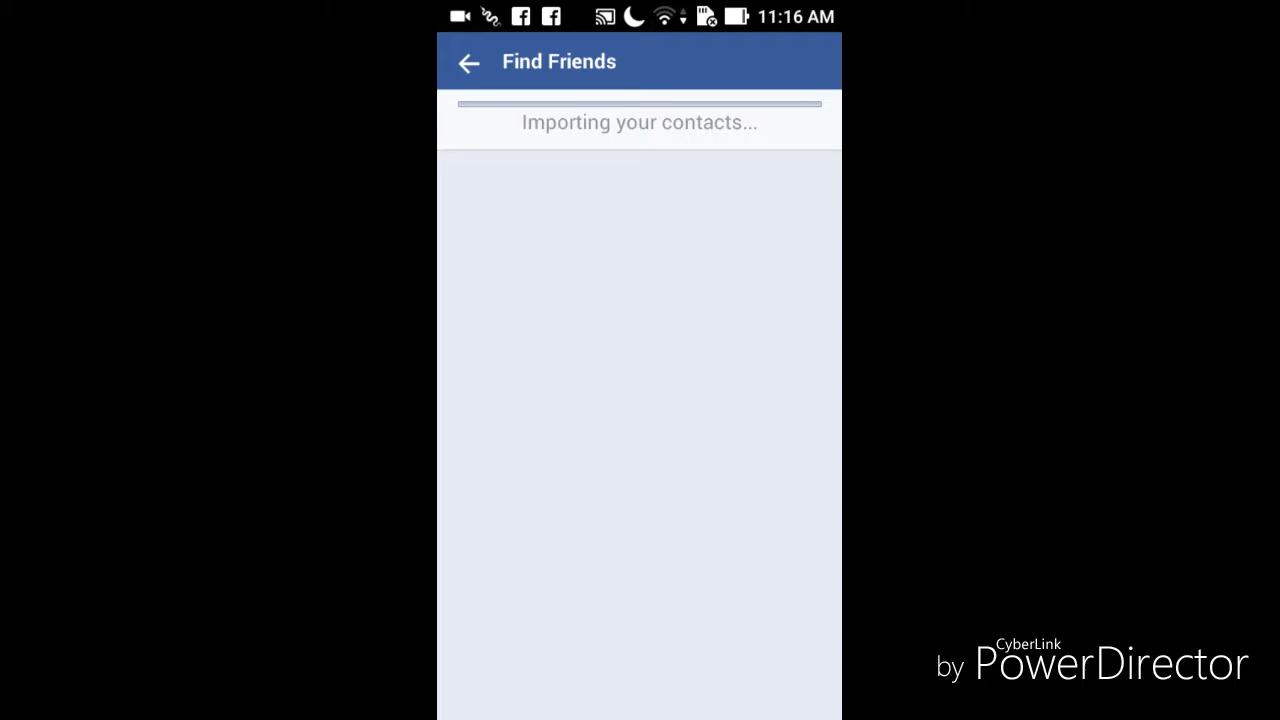 11:16 AM
Find Friends
Importing your contacts...
CyberLink
by PowerDirector